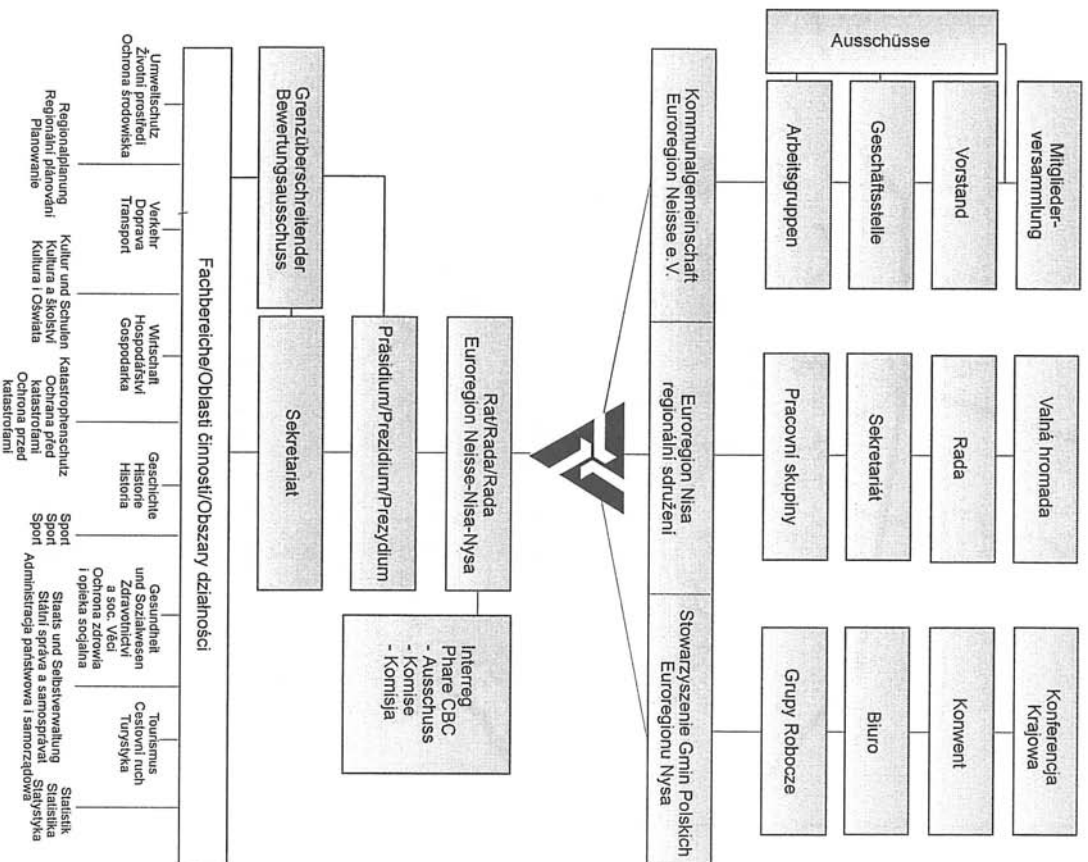 Mitglieder-
versammlung
Vorstand
Geschäftsstelle
Arbeitsgruppen
Ausschüsse
Valná hromada
Rada
Sekretariát
Pracovní skupiny
Konferencja
Krajowa
Konwent
Biuro
Grupy Robocze
Kommunalgemeinschaft
Euroregion Neisse e.V.
Euroregion Nisa
regionální sdružení
Stowarzyszenie Gmin Polskich
Euroregionu Nysa
Rat/Rada/Rada
Euroregion Neisse-Nisa-Nysa
Interreg
Phare CBC
- Ausschuss
- Komise
- Komisja
Präsidium/Prezidium/Prezydium
Grenzüberschreitender
Bewertungsausschuss
Sekretariat
Fachbereiche/Oblasti činnosti/Obszary działności
Umweltschutz
Životní prostředí
Ochrona środowiska
Verkehr
Doprava
Transport
Wirtschaft
Hospodářství
Gospodarka
Geschichte
Historie
Historia
Gesundheit
und Sozialwesen
Zdravotnictví
a soc. Věci
Ochrona zdrowia
i opieka socjalna
Tourismus
Cestovní ruch
Turystyka
Regionalplanung
Regionální plánování
Planowanie
Kultur und Schulen
Kultura a školství
Kultura i Oświata
Katastrophenschutz
Ochrana před
katastrofami
Ochrona przed
katastrofami
Sport
Sport
Sport
Staats und Selbstverwaltung
Státní správa a samosprávat
Administracja państwowa i samorządowa
Statistik
Statistika
Statystyka